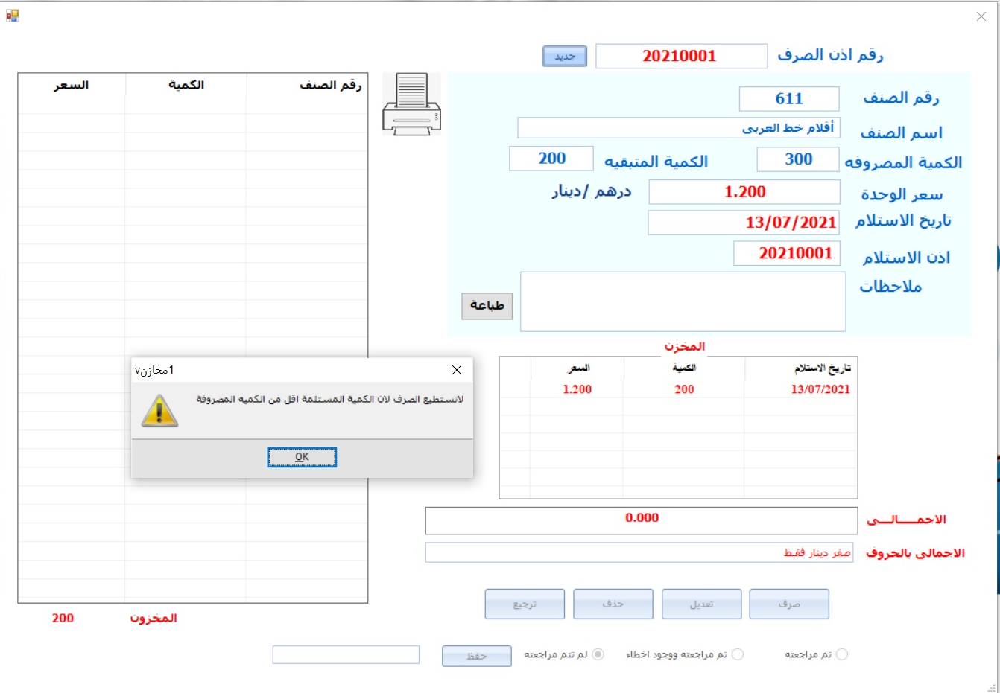 رقم اذن الصرف 20210001 جديد
رقم الصنف 611
اسم الصنف أقلام خط العربى
الكمية المصروفه 300 الكمية المتبقيه 200
سعر الوحدة 1.200 درهم /دينار
تاريخ الاستلام 13/07/2021
اذن الاستلام 20210001
ملاحظات
طباعة
رقم الصنف الكمية السعر
المخزن
تاريخ الاستلام الكمية السعر
13/07/2021 200 1.200
مخازنv1
لاتستطيع الصرف لان الكمية المستلمة اقل من الكميه المصروفة
OK
الاجمــــالـــى 0.000
الاجمالى بالحروف صفر دينار فقط
صرف تعديل حذف ترجيع
المخزون 200
تم مراجعته تم مراجعته ووجود اخطاء لم تتم مراجعته حفظ